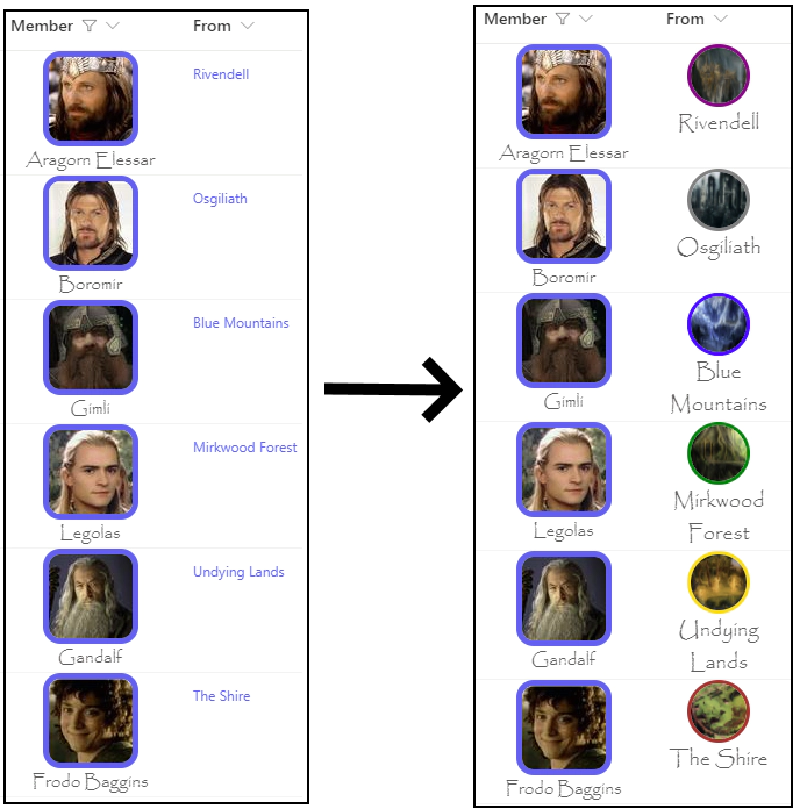 Member From
Rivendell
Aragorn Elessar
Osgiliath
Boromir
Blue Mountains
Gimli
Mirkwood Forest
Legolas
Undying Lands
Gandalf
The Shire
Frodo Baggins
Member From
Rivendell
Aragorn Elessar
Osgiliath
Boromir
Blue
Mountains
Gimli
Mirkwood
Forest
Legolas
Undying
Lands
Gandalf
The Shire
Frodo Baggins